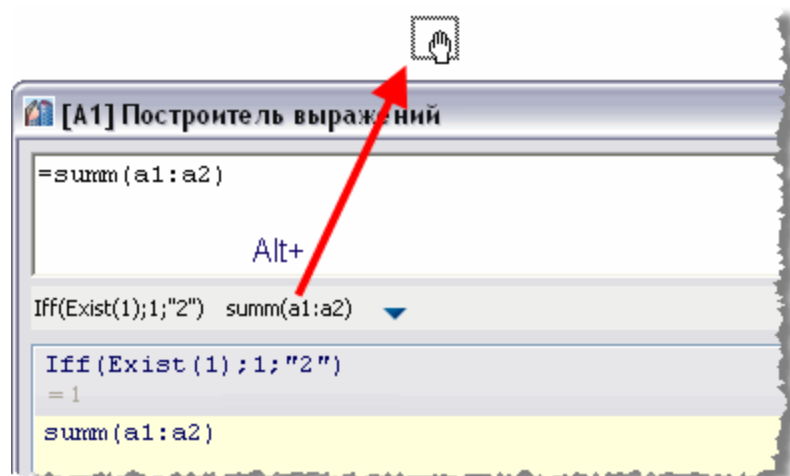 [A1] Построитель выражений
=summ(a1:a2)
Alt+
Iff(Exist(1);1;"2") summ(a1:a2)
Iff(Exist(1);1;"2")
= 1
summ(a1:a2)